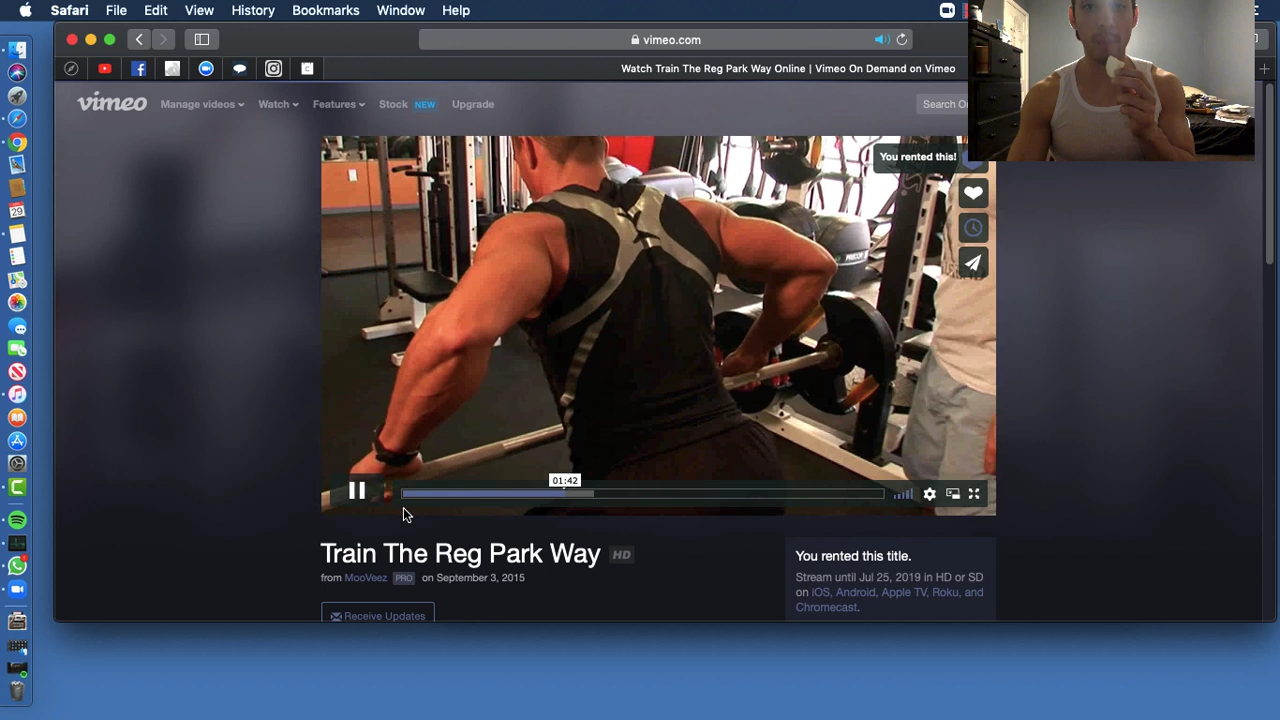 Safari File Edit View History Bookmarks Window Help
vimeo.com
Watch Train The Reg Park Way Online | Vimeo On Demand on Vimeo
vimeo Manage videos Watch Features Stock NEW Upgrade Search
You rented this!
29
01:42
Train The Reg Park Way HD
from MooVeez PRO on September 3, 2015
Receive Updates
You rented this title.
Stream until Jul 25, 2019 in HD or SD
on iOS, Android, Apple TV, Roku, and
Chromecast.